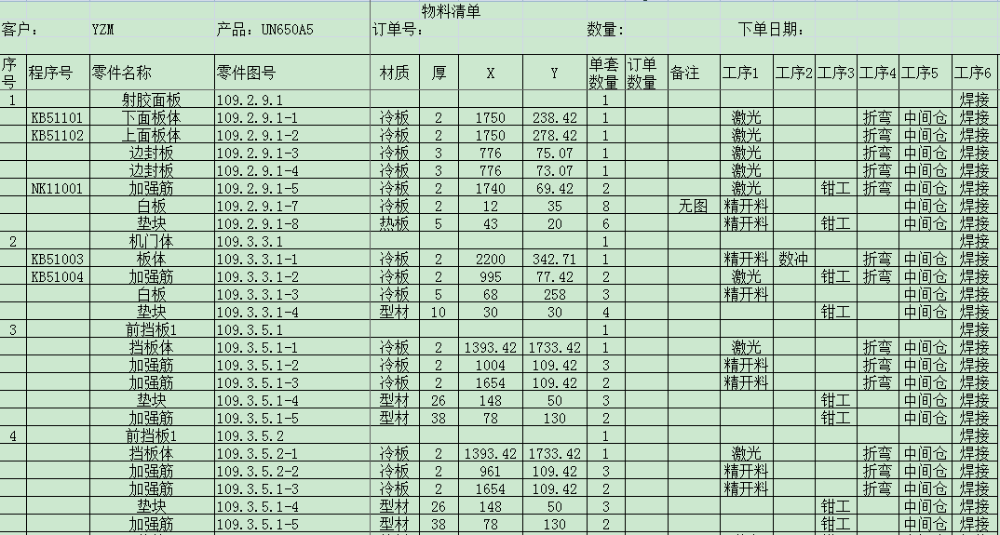 物料清单
客户: YZM 产品: UN650A5 订单号: 数量: 下单日期:
序号 程序号 零件名称 零件图号 材质 厚 X Y 单套数量 订单数量 备注 工序1 工序2 工序3 工序4 工序5 工序6
1 射胶面板 109.2.9.1 1 焊接
KB51101 下面板体 109.2.9.1-1 冷板 2 1750 238.42 1 激光 折弯 中间仓 焊接
KB51102 上面板体 109.2.9.1-2 冷板 2 1750 278.42 1 激光 折弯 中间仓 焊接
边封板 109.2.9.1-3 冷板 3 776 75.07 1 激光 折弯 中间仓 焊接
边封板 109.2.9.1-4 冷板 3 776 73.07 1 激光 折弯 中间仓 焊接
NK11001 加强筋 109.2.9.1-5 冷板 2 1740 69.42 2 激光 钳工 折弯 中间仓 焊接
白板 109.2.9.1-7 冷板 2 12 35 8 无图 精开料 中间仓 焊接
垫块 109.2.9.1-8 热板 5 43 20 6 精开料 钳工 中间仓 焊接
2 机门体 109.3.3.1 1 焊接
KB51003 板体 109.3.3.1-1 冷板 2 2200 342.71 1 精开料 数冲 折弯 中间仓 焊接
KB51004 加强筋 109.3.3.1-2 冷板 2 995 77.42 2 激光 钳工 折弯 中间仓 焊接
白板 109.3.3.1-3 冷板 5 68 258 3 精开料 中间仓 焊接
垫块 109.3.3.1-4 型材 10 30 30 4 钳工 中间仓 焊接
3 前挡板1 109.3.5.1 1 焊接
挡板体 109.3.5.1-1 冷板 2 1393.42 1733.42 1 激光 折弯 中间仓 焊接
加强筋 109.3.5.1-2 冷板 2 1004 109.42 3 精开料 折弯 中间仓 焊接
加强筋 109.3.5.1-3 冷板 2 1654 109.42 2 精开料 折弯 中间仓 焊接
垫块 109.3.5.1-4 型材 26 148 50 3 钳工 中间仓 焊接
加强筋 109.3.5.1-5 型材 38 78 130 2 钳工 中间仓 焊接
4 前挡板1 109.3.5.2 1 焊接
挡板体 109.3.5.2-1 冷板 2 1393.42 1733.42 1 激光 折弯 中间仓 焊接
加强筋 109.3.5.2-2 冷板 2 961 109.42 3 精开料 折弯 中间仓 焊接
加强筋 109.3.5.1-3 冷板 2 1654 109.42 2 精开料 折弯 中间仓 焊接
垫块 109.3.5.1-4 型材 26 148 50 3 钳工 中间仓 焊接
加强筋 109.3.5.1-5 型材 38 78 130 2 钳工 中间仓 焊接